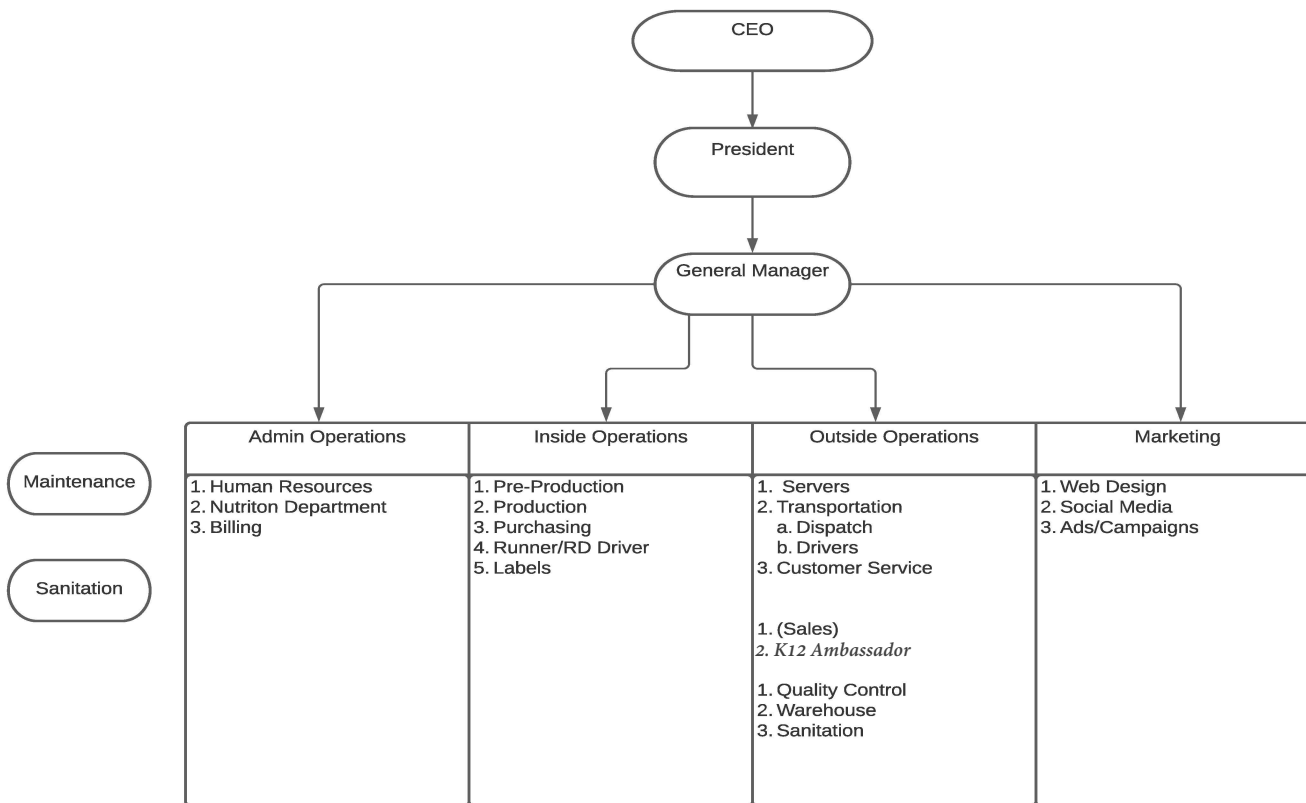 CEO
President
General Manager
Admin Operations
Inside Operations
Outside Operations
Marketing
Maintenance
Sanitation
1. Human Resources
2. Nutriton Department
3. Billing
1. Pre-Production
2. Production
3. Purchasing
4. Runner/RD Driver
5. Labels
1. Servers
2. Transportation
a. Dispatch
b. Drivers
3. Customer Service
1. (Sales)
2. K12 Ambassador
1. Quality Control
2. Warehouse
3. Sanitation
1. Web Design
2. Social Media
3. Ads/Campaigns